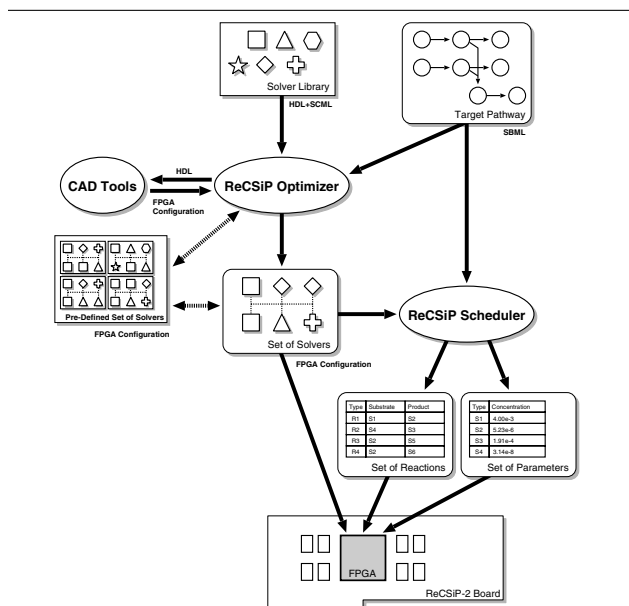 Solver Library
HDL+SCML
Target Pathway
SBML
HDL
CAD Tools
FPGA
Configuration
ReCSiP Optimizer
Pre-Defined Set of Solvers
FPGA Configuration
Set of Solvers
FPGA Configuration
ReCSiP Scheduler
Type Substrate Product
R1 S1 S2
R2 S4 S3
R3 S2 S5
R4 S2 S6
Set of Reactions
Type Concentration
S1 4.00e-3
S2 5.23e-6
S3 1.91e-4
S4 3.14e-8
Set of Parameters
FPGA
ReCSiP-2 Board